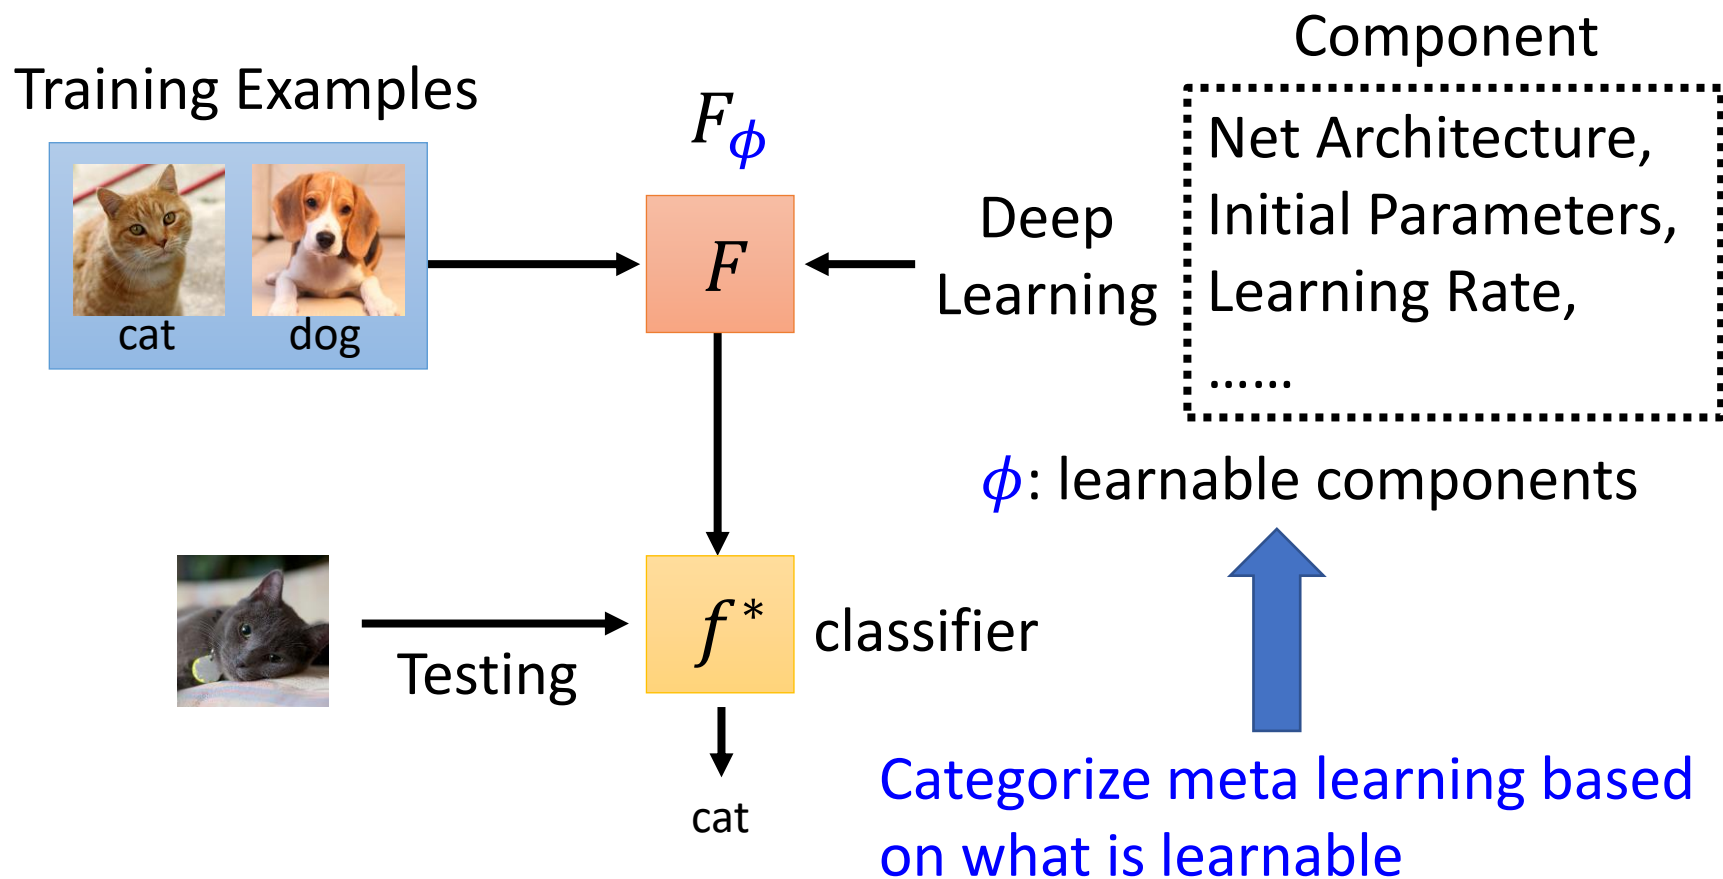 Component
Training Examples
Net Architecture,
Initial Parameters,
Learning Rate,
……
F_ϕ
F
Deep
Learning
cat
dog
ϕ: learnable components
f*
classifier
Testing
cat
Categorize meta learning based
on what is learnable